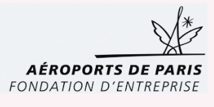 AÉROPORTS DE PARIS
FONDATION D'ENTREPRISE